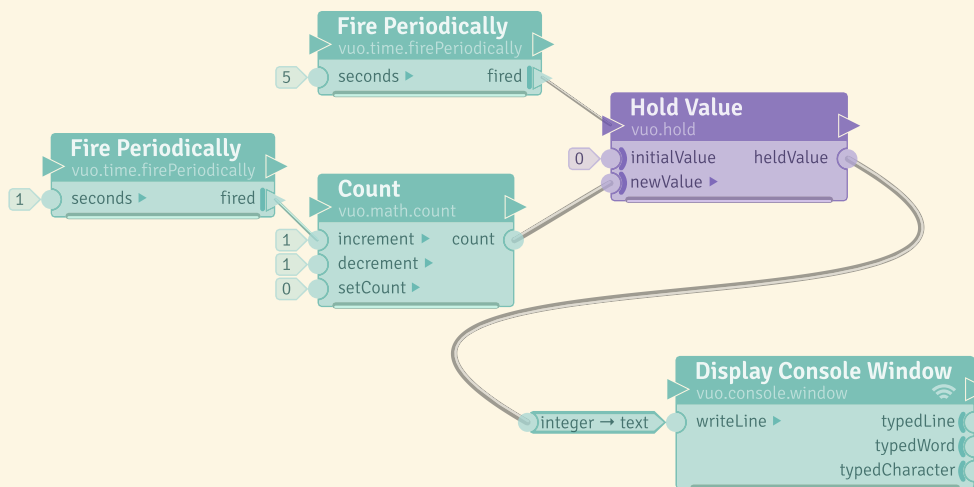 Fire Periodically
vuo.time.firePeriodically
5
seconds
fired
Hold Value
vuo.hold
0
initialValue
heldValue
newValue
Fire Periodically
vuo.time.firePeriodically
1
seconds
fired
Count
vuo.math.count
1
increment
count
1
decrement
0
setCount
Display Console Window
vuo.console.window
integer → text
writeLine
typedLine
typedWord
typedCharacter